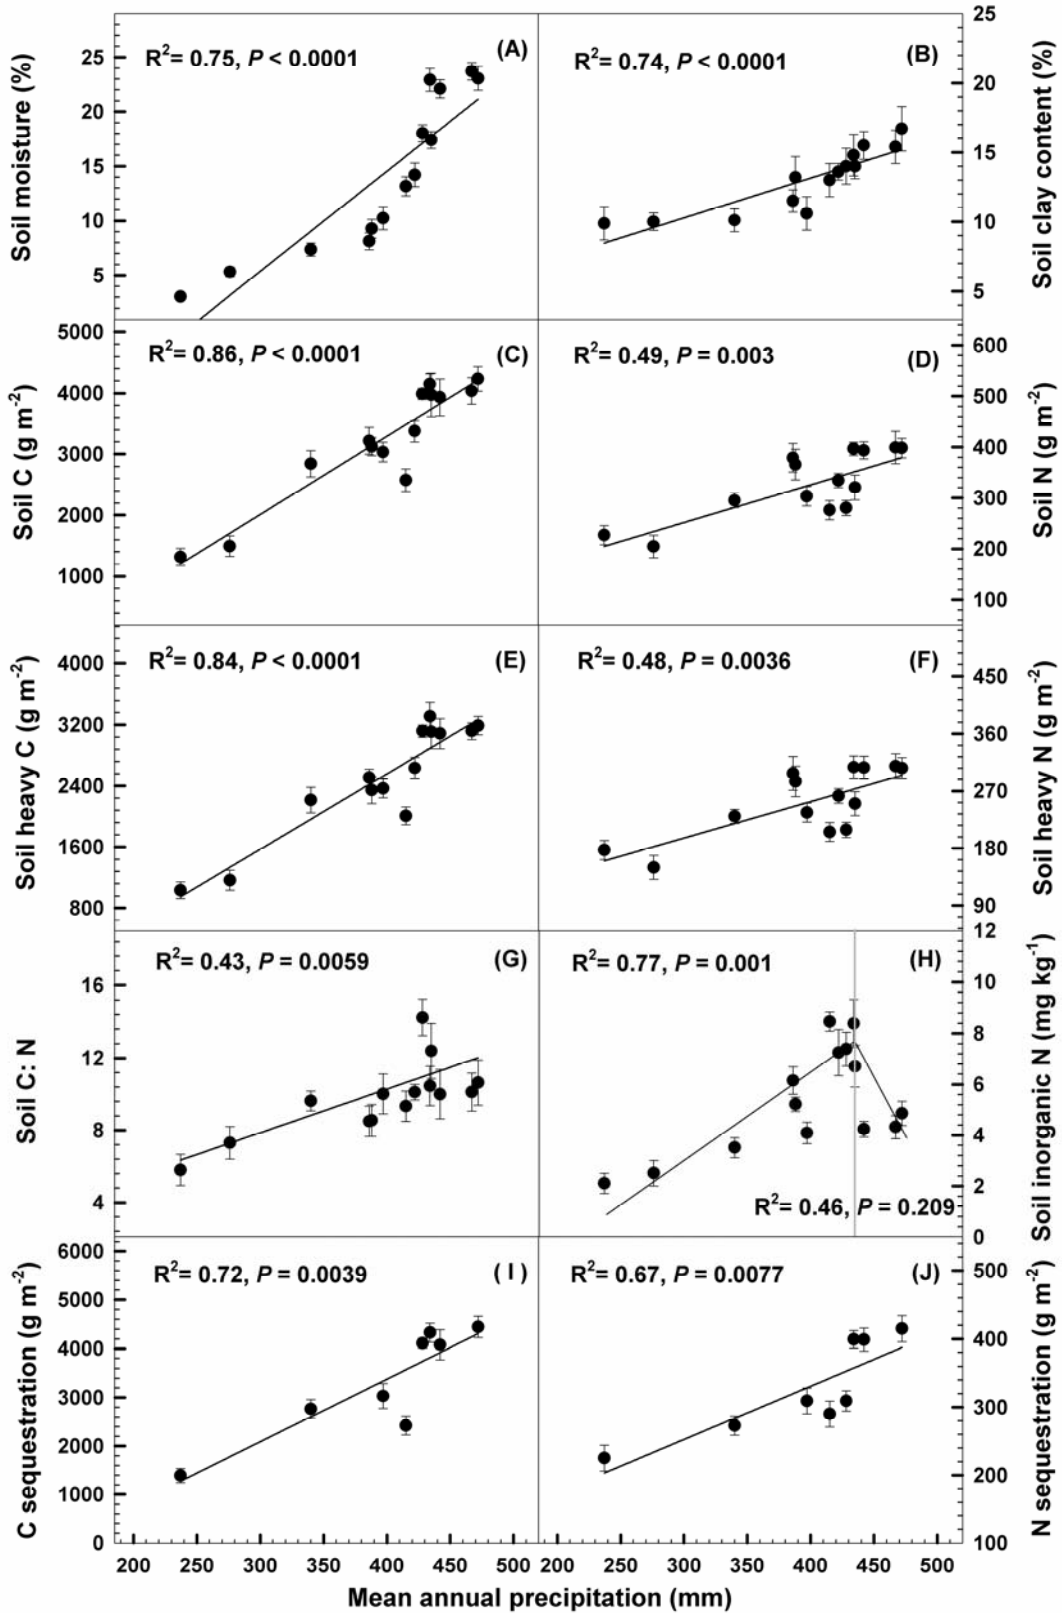 R²= 0.75, P < 0.0001
(A)
Soil moisture (%)
25
20
15
10
5
R²= 0.74, P < 0.0001
(B)
Soil clay content (%)
25
20
15
10
5
R²= 0.86, P < 0.0001
(C)
Soil C (g m⁻²)
5000
4000
3000
2000
1000
R²= 0.49, P = 0.003
(D)
Soil N (g m⁻²)
600
500
400
300
200
100
R²= 0.84, P < 0.0001
(E)
Soil heavy C (g m⁻²)
4000
3200
2400
1600
800
R²= 0.48, P = 0.0036
(F)
Soil heavy N (g m⁻²)
450
360
270
180
90
R²= 0.43, P = 0.0059
(G)
Soil C: N
16
12
8
4
R²= 0.77, P = 0.001
(H)
Soil inorganic N (mg kg⁻¹)
12
10
8
6
4
2
0
R²= 0.46, P = 0.209
R²= 0.72, P = 0.0039
( I )
C sequestration (g m⁻²)
6000
5000
4000
3000
2000
1000
0
R²= 0.67, P = 0.0077
(J)
N sequestration (g m⁻²)
500
400
300
200
100
200 250 300 350 400 450 500
200 250 300 350 400 450 500
Mean annual precipitation (mm)